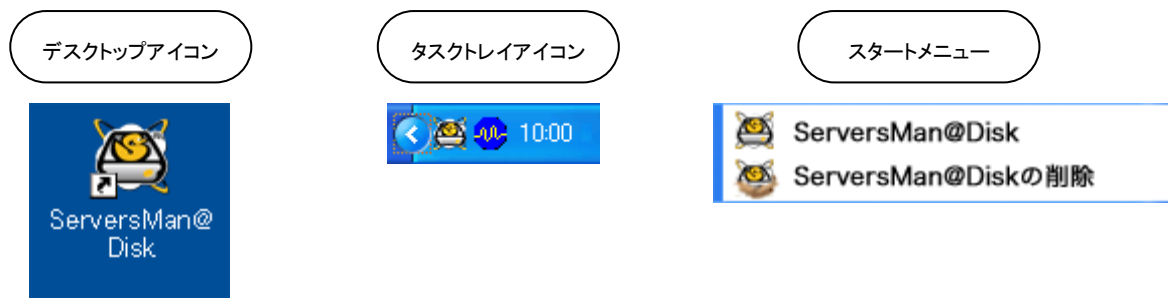 デスクトップアイコン
タスクトレイアイコン
スタートメニュー
ServersMan@
Disk
10:00
ServersMan@Disk
ServersMan@Diskの削除